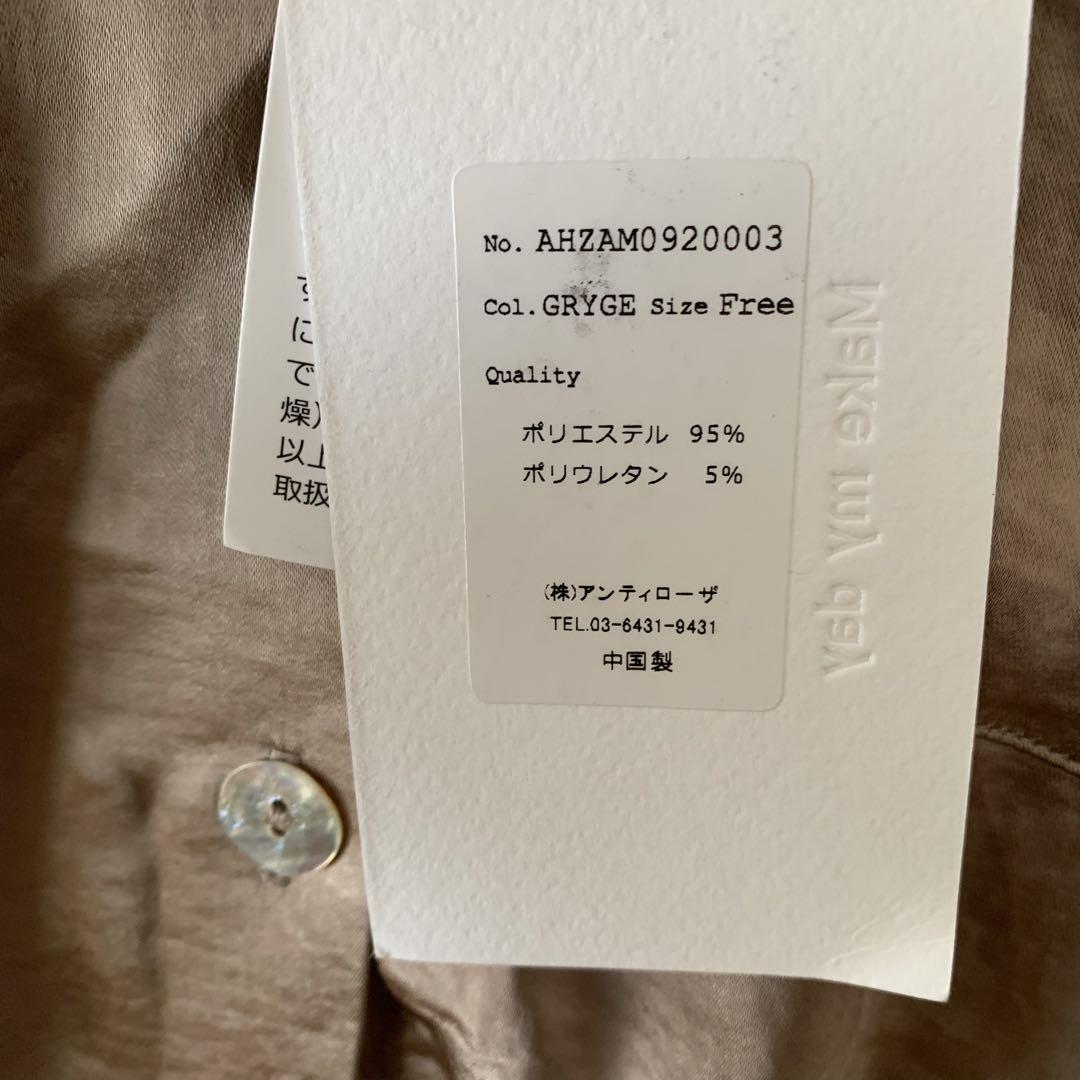 No. AHZAM0920003
Col. GRYGE Size Free
Quality
ポリエステル 95%
ポリウレタン 5%
(株)アンティローザ
TEL.03-6431-9431
中国製
Make my day
に
で
燥)
以上
取扱